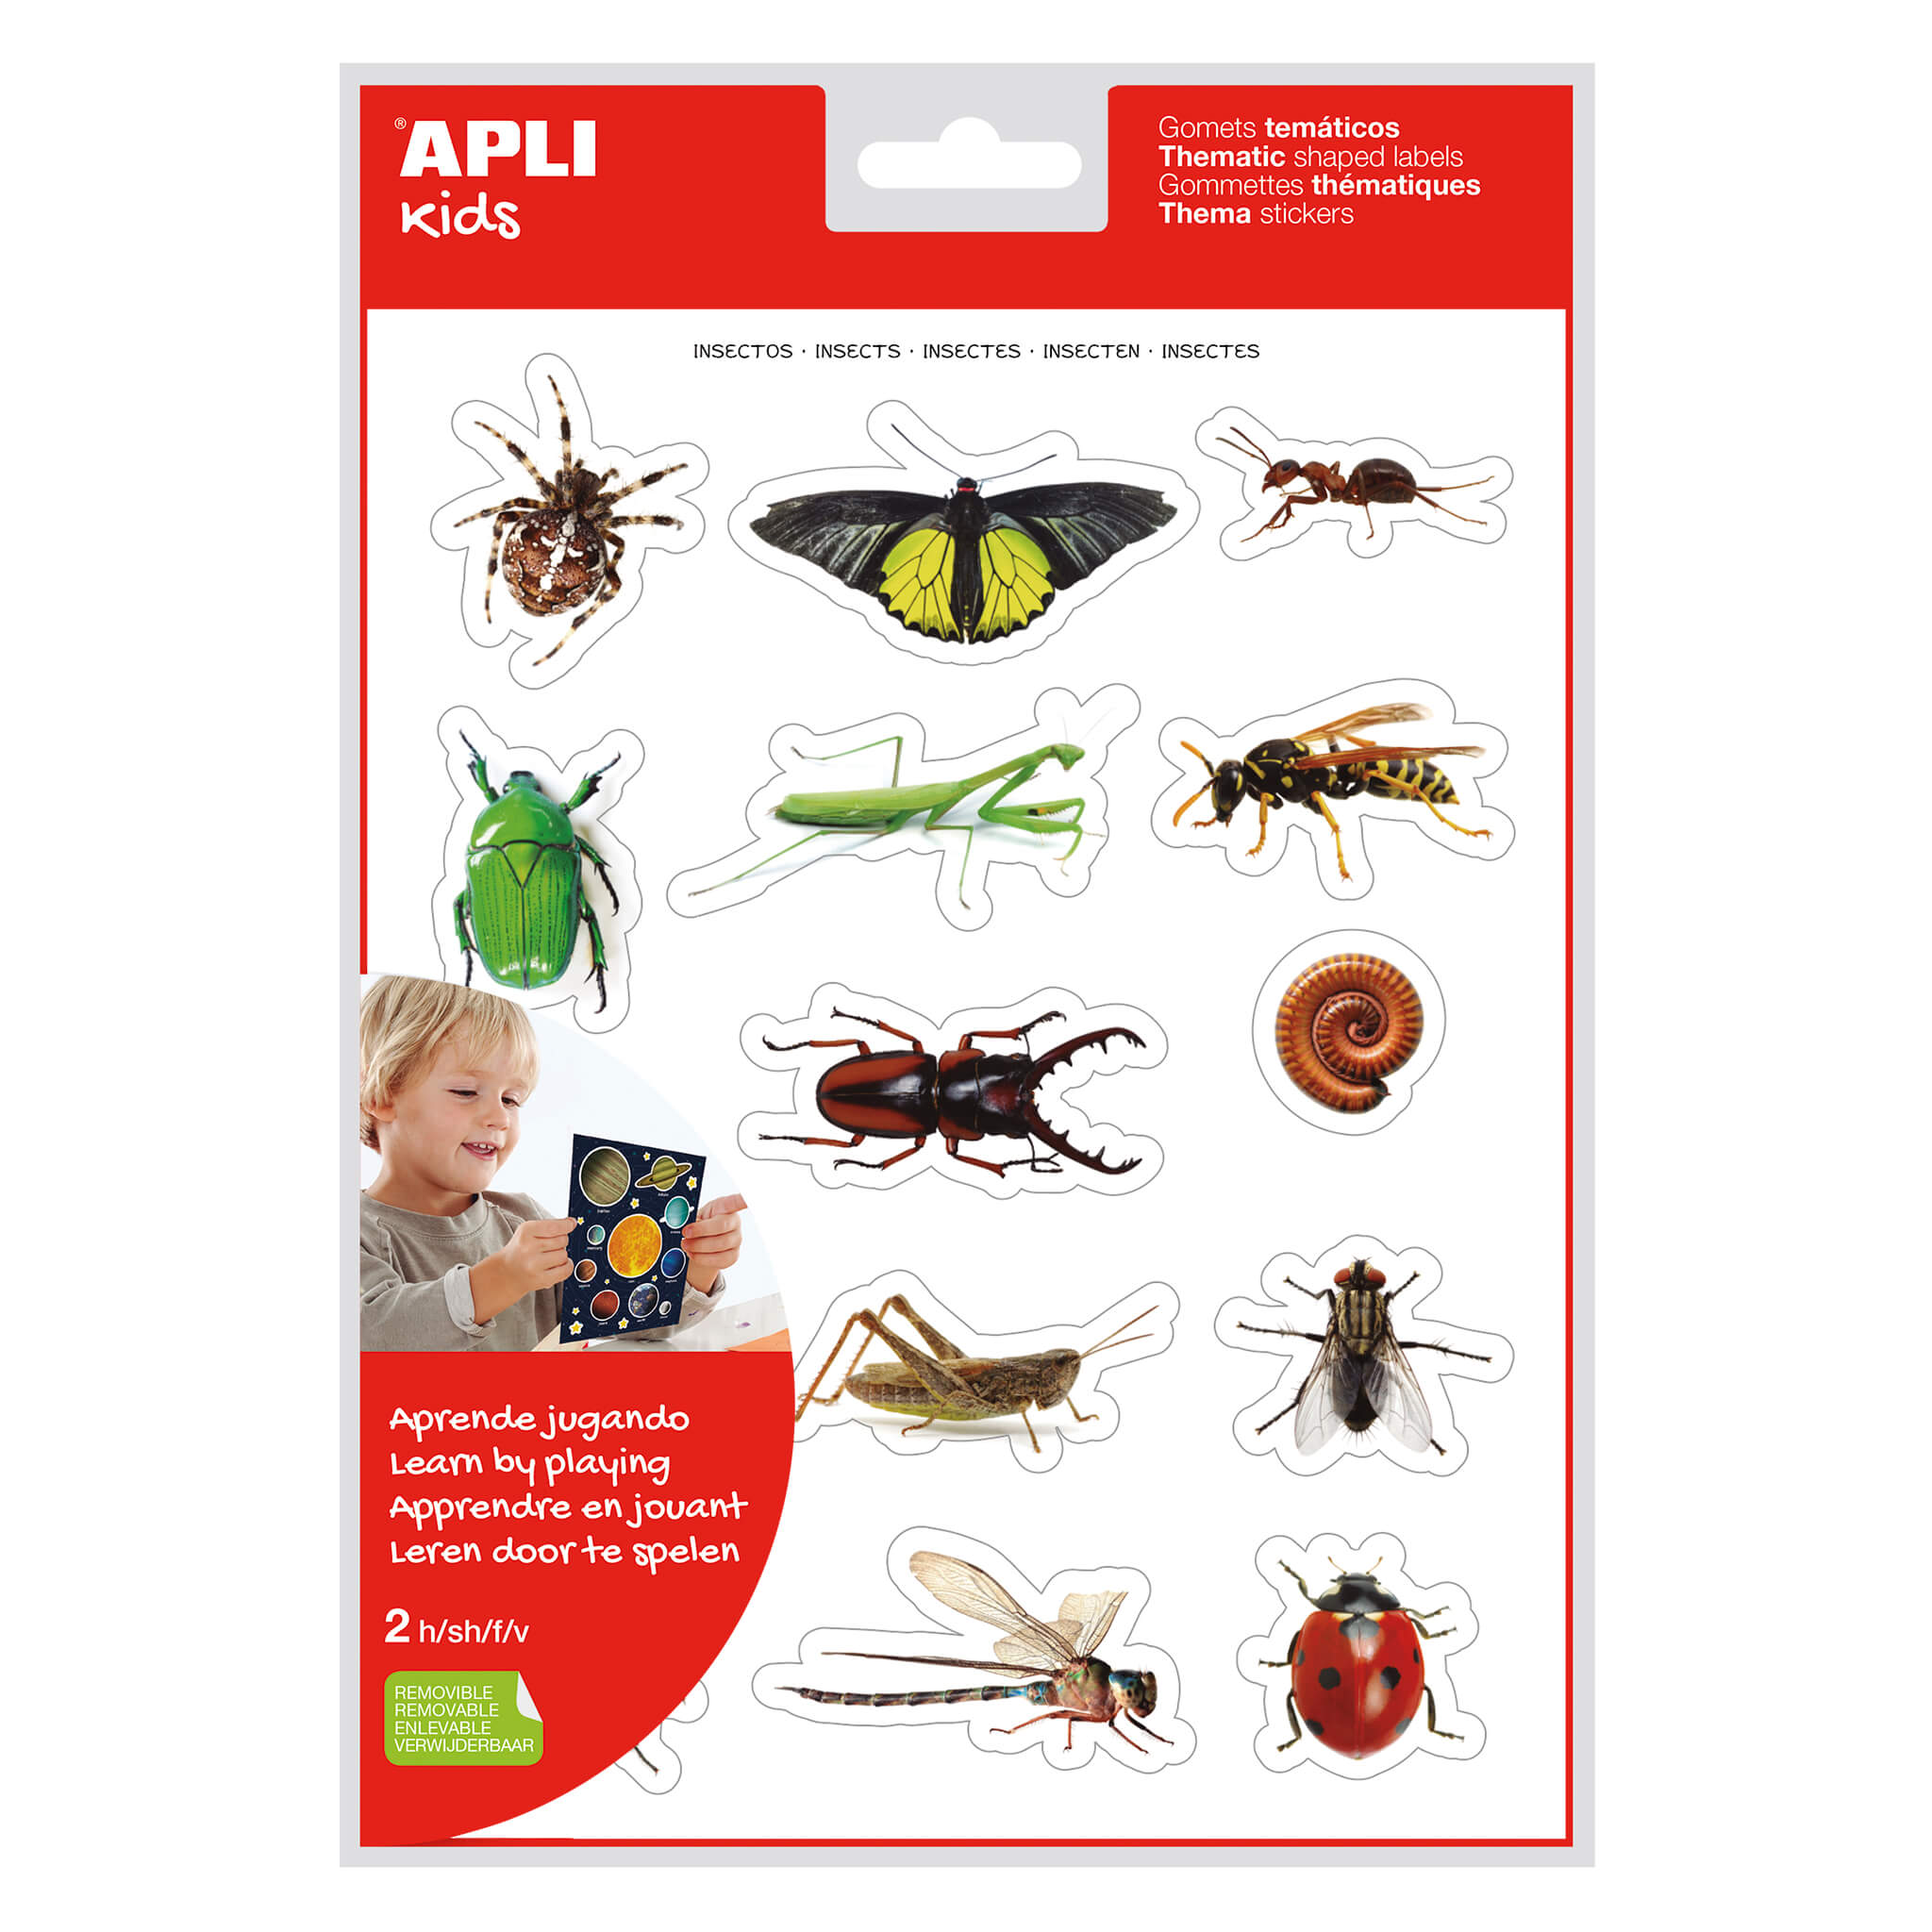 ® APLI
kids
Gomets temáticos
Thematic shaped labels
Gommettes thématiques
Thema stickers
INSECTOS · INSECTS · INSECTES · INSECTEN · INSECTES
Aprende jugando
Learn by playing
Apprendre en jouant
Leren door te spelen
2 h/sh/f/v
REMOVIBLE
REMOVABLE
ENLEVABLE
VERWIJDERBAAR